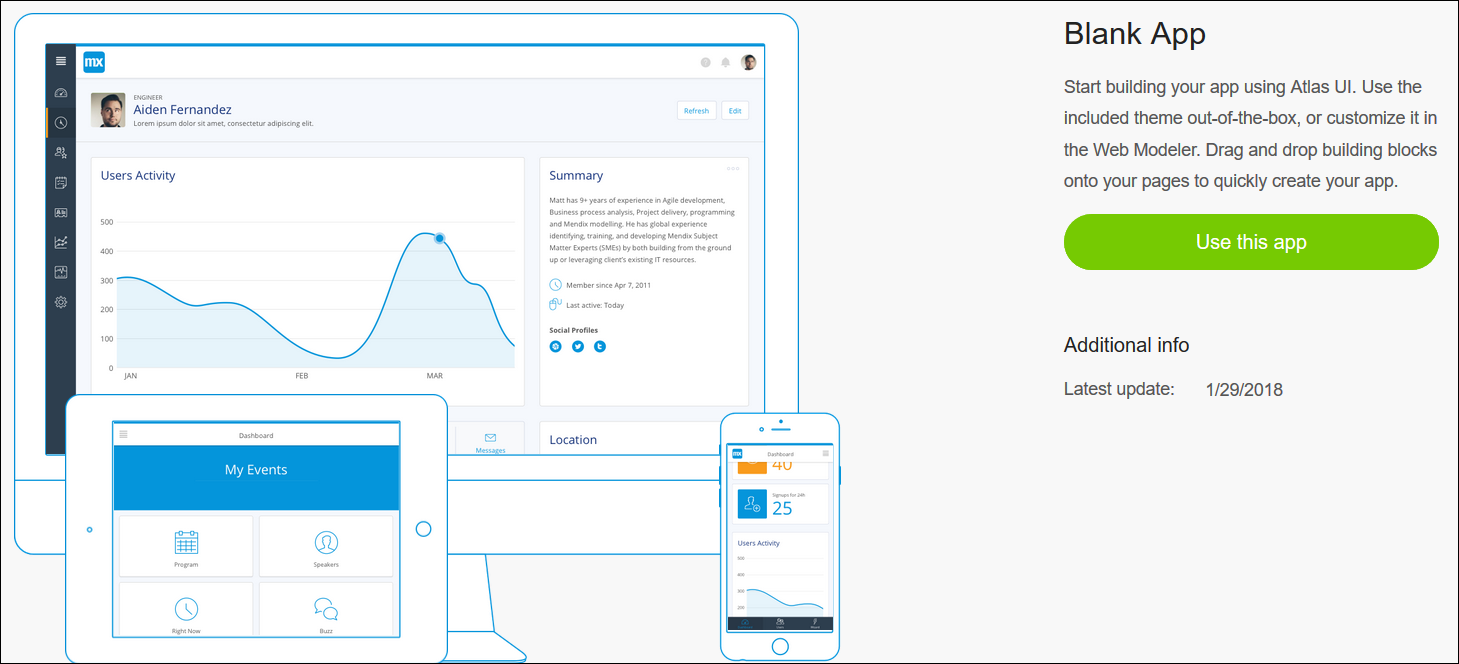 mx
ENGINEER
Aiden Fernandez
Lorem ipsum dolor sit amet, consectetur adipiscing elit.
Refresh
Edit
Users Activity
500
400
300
200
100
0
JAN
FEB
MAR
Summary
Matt has 9+ years of experience in Agile development,
Business process analysis, Project delivery, programming
and Mendix modelling. He has global experience
identifying, training, and developing Mendix Subject
Matter Experts (SMEs) by both building from the ground
up or leveraging client's existing IT resources.
Member since Apr 7, 2011
Last active: Today
Social Profiles
Messages
Location
Dashboard
My Events
Program
Speakers
Right Now
Buzz
mx
Dashboard
40
Signups for 24H
25
Users Activity
500
400
300
200
Blank App
Start building your app using Atlas UI. Use the
included theme out-of-the-box, or customize it in
the Web Modeler. Drag and drop building blocks
onto your pages to quickly create your app.
Use this app
Additional info
Latest update: 1/29/2018